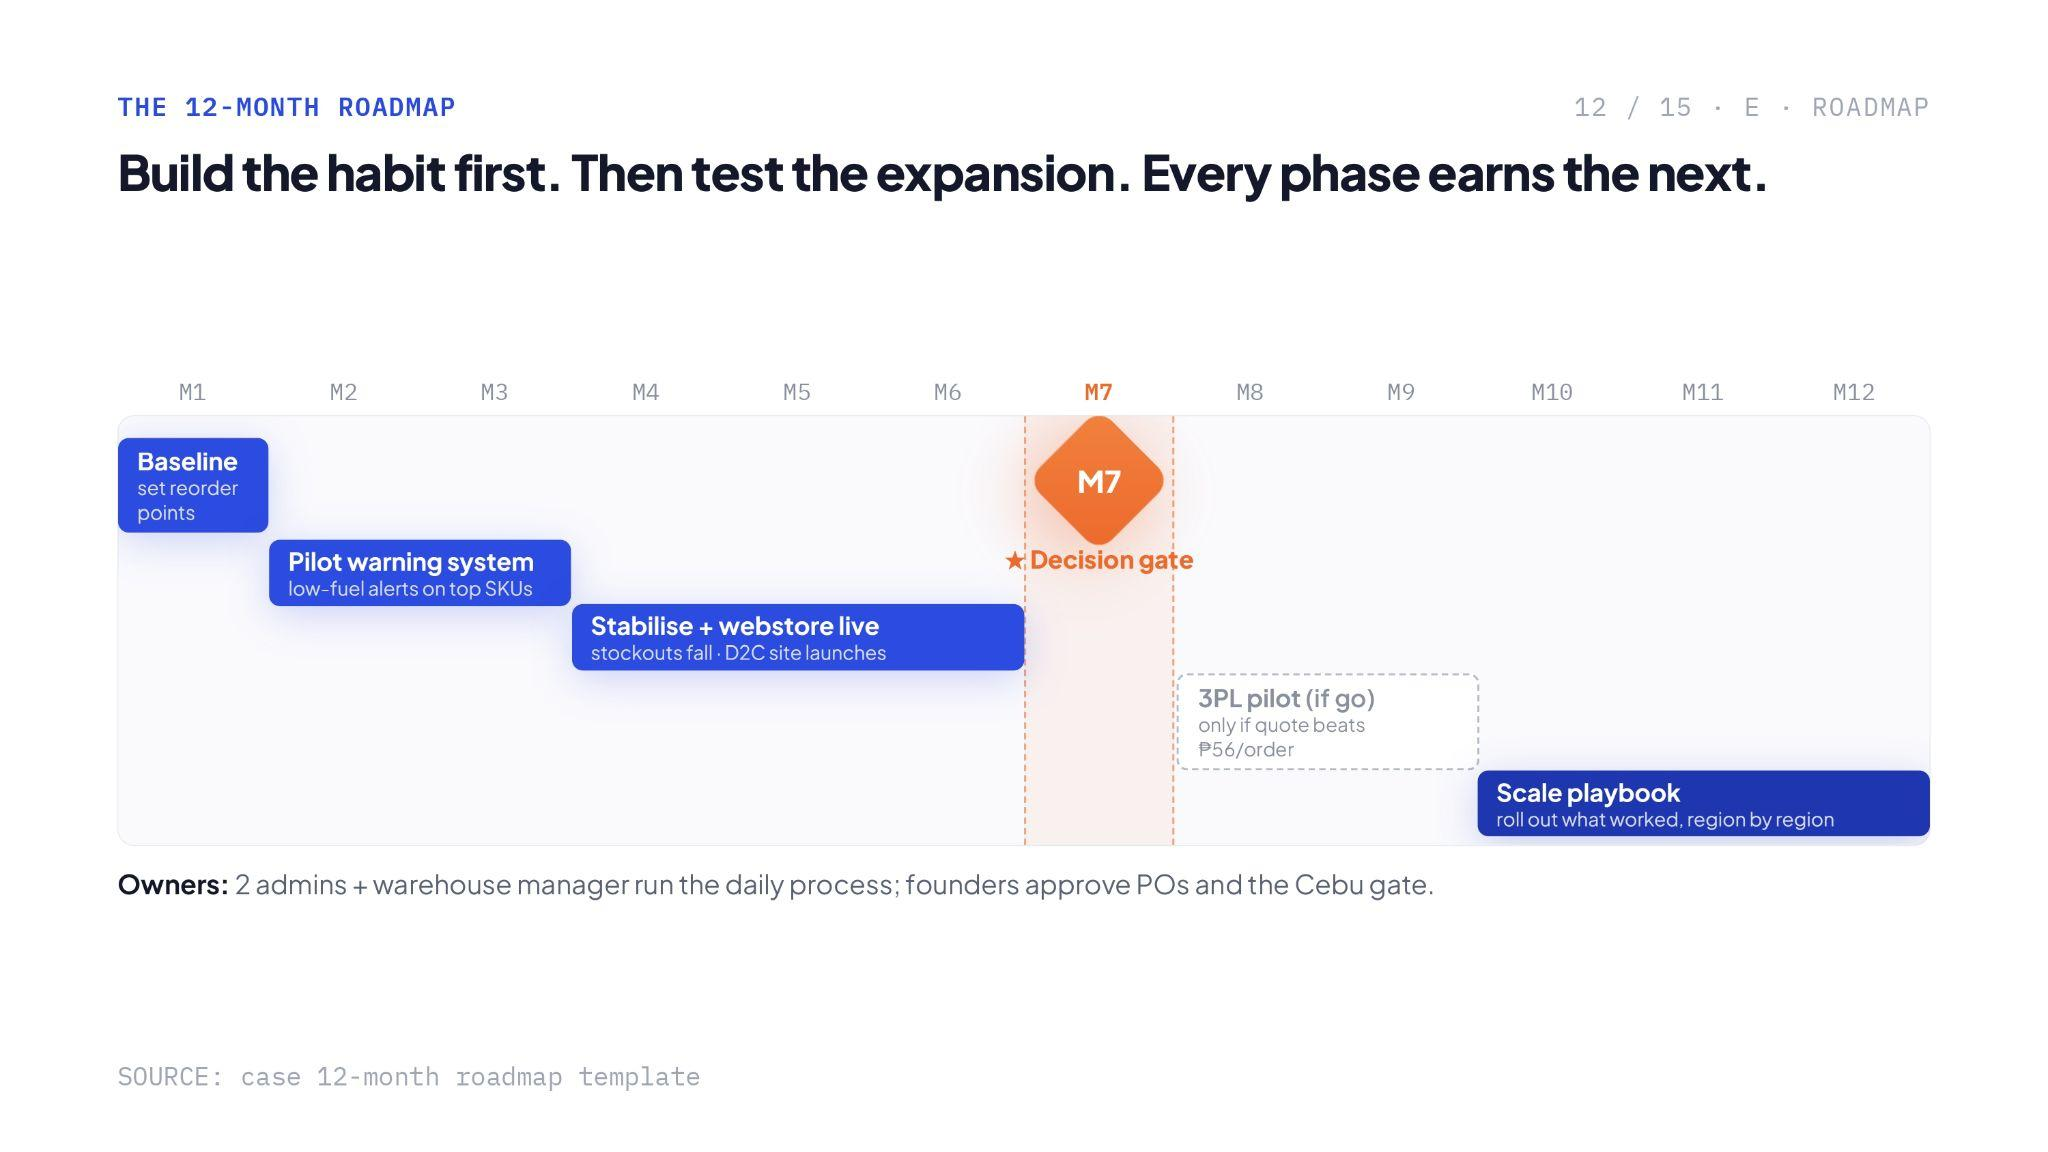 THE 12-MONTH ROADMAP
12 / 15 · E · ROADMAP
Build the habit first. Then test the expansion. Every phase earns the next.
M1 M2 M3 M4 M5 M6 M7 M8 M9 M10 M11 M12
Baseline
set reorder
points
M7
★ Decision gate
Pilot warning system
low-fuel alerts on top SKUs
Stabilise + webstore live
stockouts fall · D2C site launches
3PL pilot (if go)
only if quote beats
₱56/order
Scale playbook
roll out what worked, region by region
Owners: 2 admins + warehouse manager run the daily process; founders approve POs and the Cebu gate.
SOURCE: case 12-month roadmap template